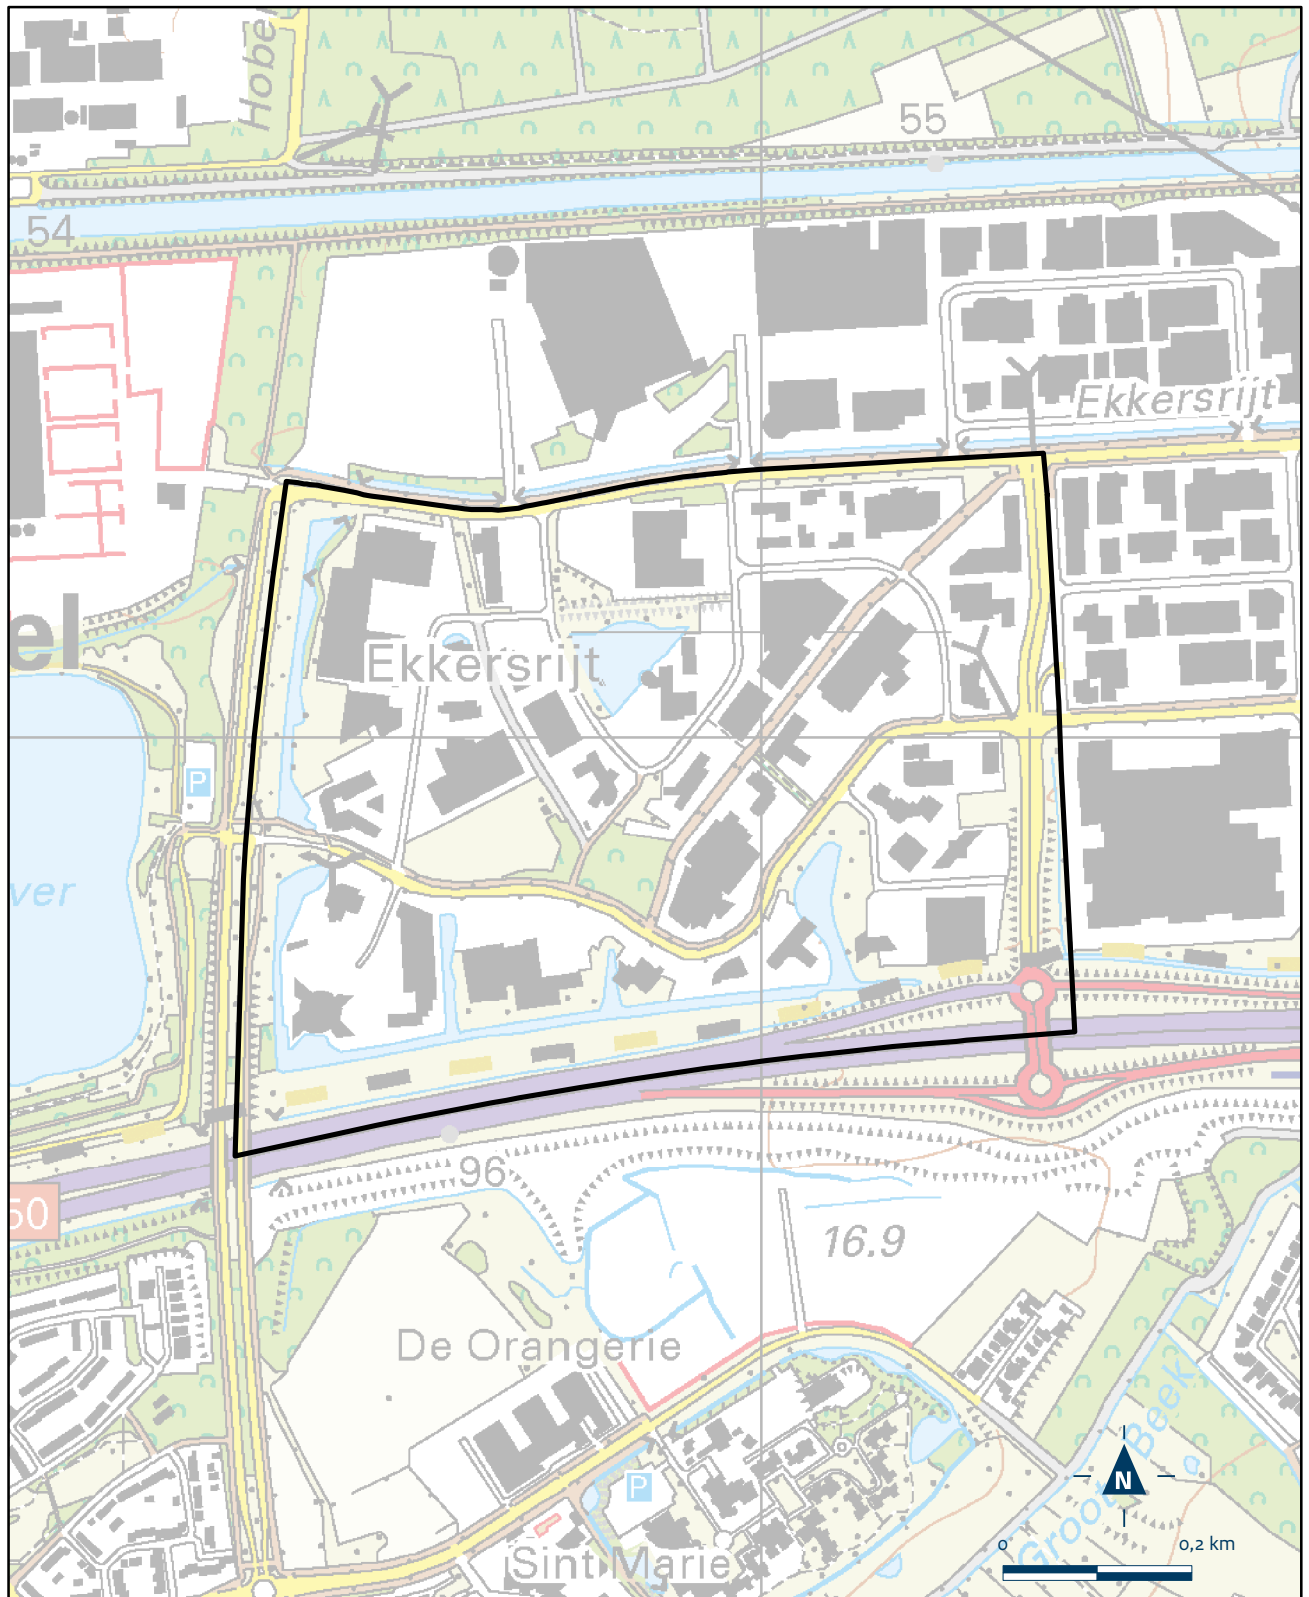 Hobe
55
54
Ekkersrijt
el
Ekkersrijt
P
ver
96
50
16.9
De Orangerie
Groot Beek
P
N
0 0,2 km
Sint Marie